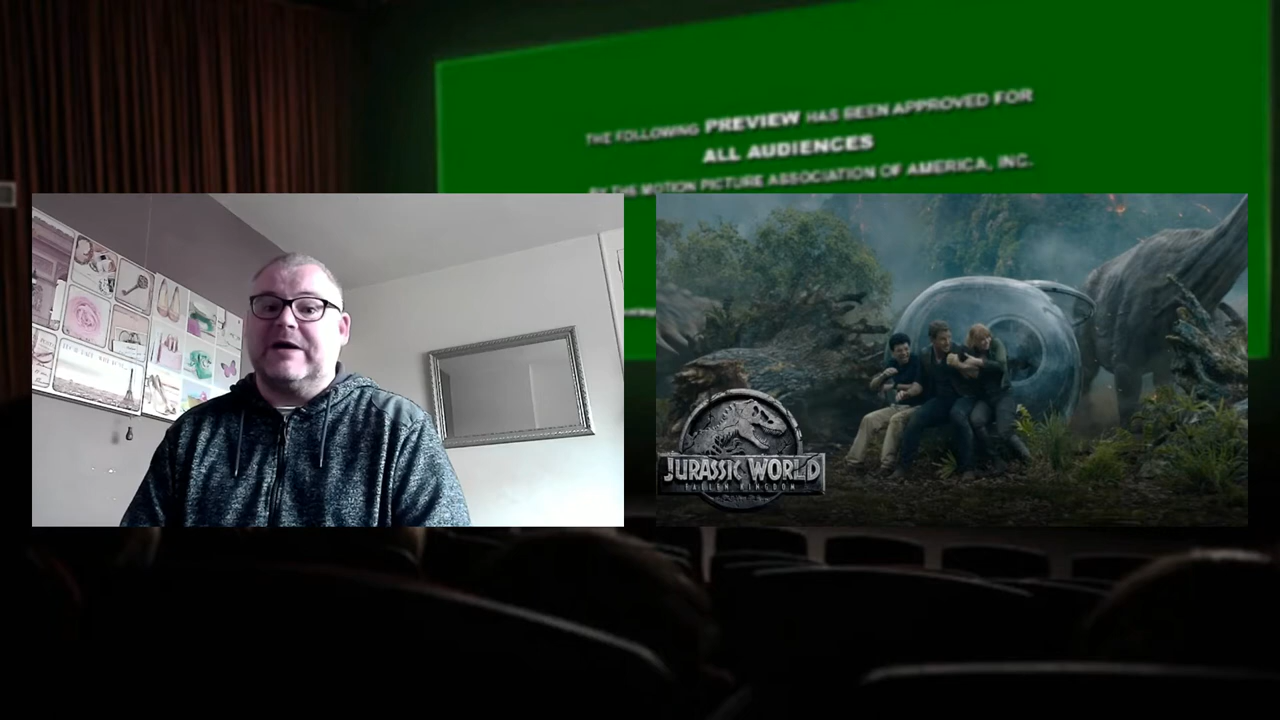 THE FOLLOWING PREVIEW HAS BEEN APPROVED FOR
ALL AUDIENCES
BY THE MOTION PICTURE ASSOCIATION OF AMERICA, INC.
JURASSIC WORLD
FALLEN KINGDOM